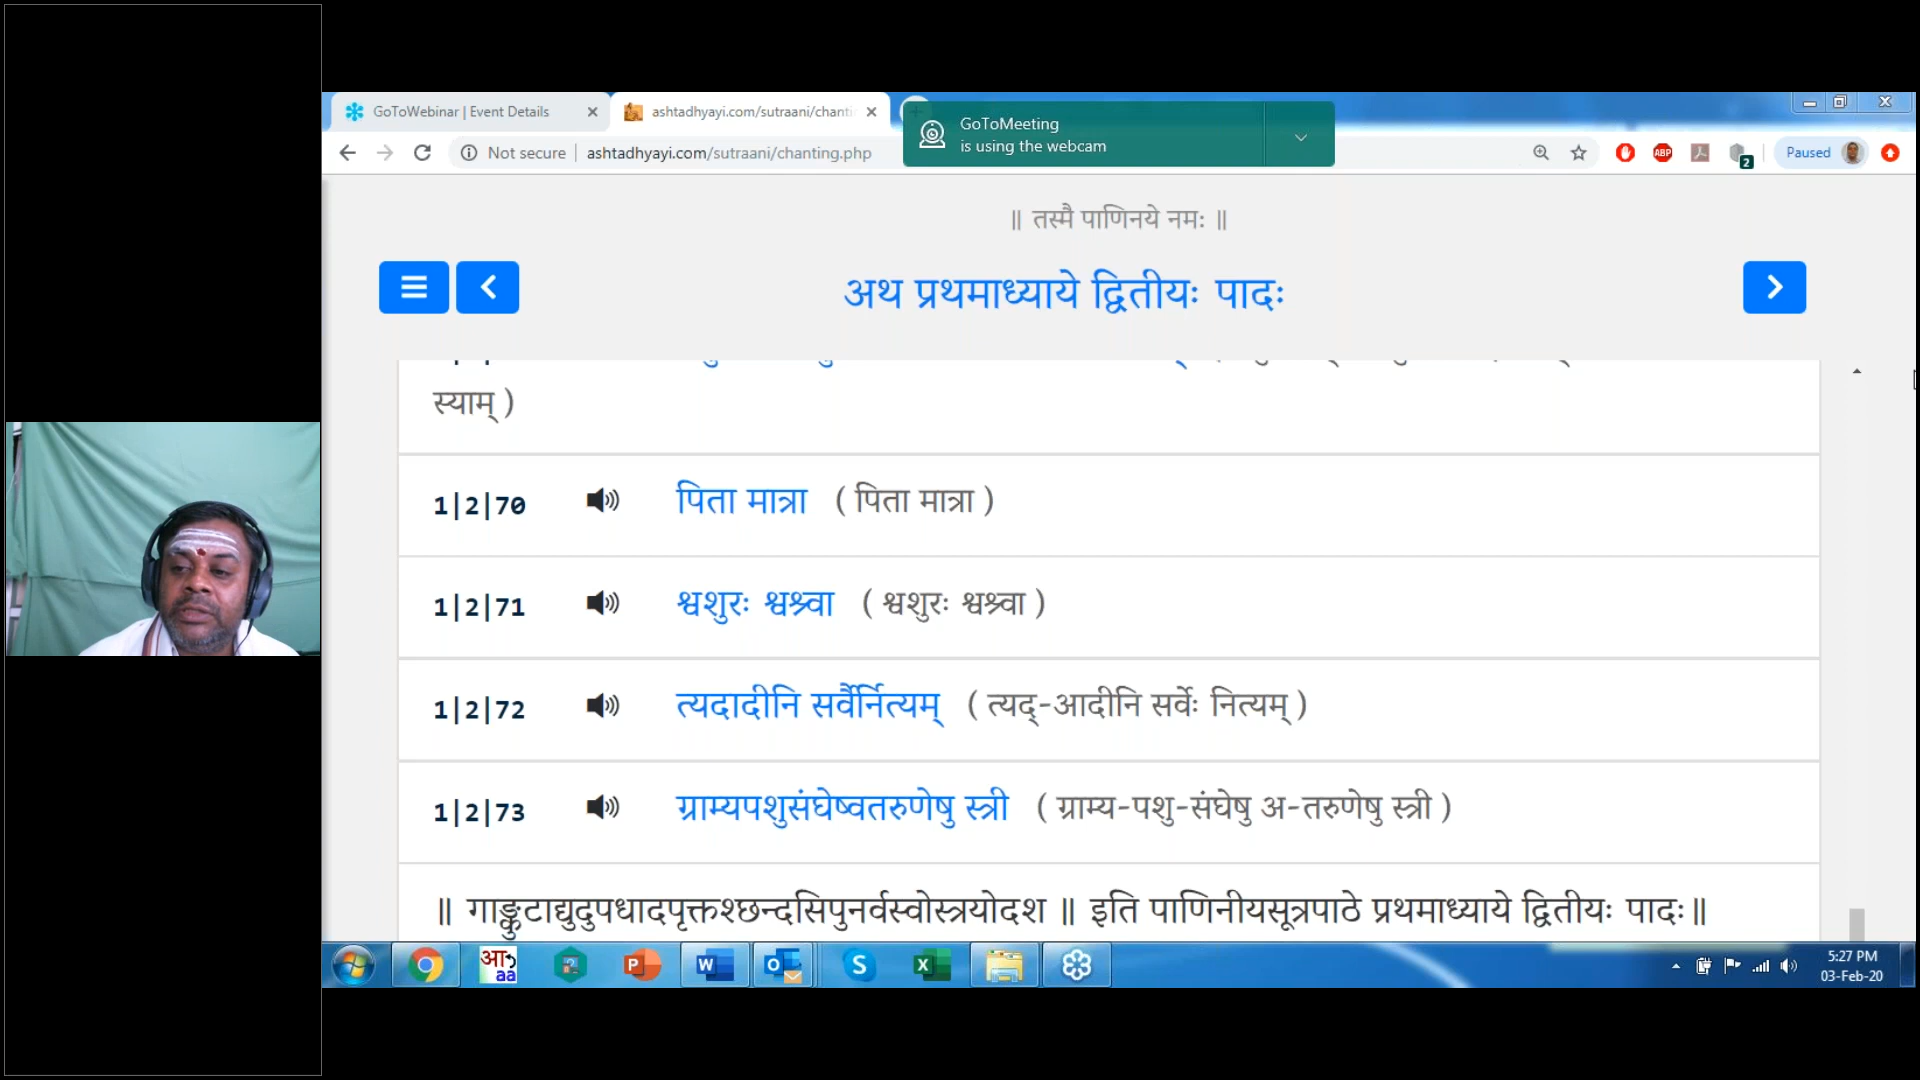 GoToWebinar | Event Details
ashtadhyayi.com/sutraani/chanti
GoToMeeting
is using the webcam
Not secure
ashtadhyayi.com/sutraani/chanting.php
ABP
2
Paused
॥ तस्मै पाणिनये नमः ॥
अथ प्रथमाध्याये द्वितीयः पादः
स्याम् )
1|2|70 पिता मात्रा ( पिता मात्रा )
1|2|71 श्वशुरः श्वश्र्वा ( श्वशुरः श्वश्र्वा )
1|2|72 त्यदादीनि सर्वैर्नित्यम् ( त्यद्-आदीनि सर्वेः नित्यम् )
1|2|73 ग्राम्यपशुसंघेष्वतरुणेषु स्त्री ( ग्राम्य-पशु-संघेषु अ-तरुणेषु स्त्री )
॥ गाङ्कुटाद्युदुपधादपृक्तश्छन्दसिपुनर्वस्वोस्त्रयोदश ॥ इति पाणिनीयसूत्रपाठे प्रथमाध्याये द्वितीयः पादः॥
aa
P
W
O
S
X
5:27 PM
03-Feb-20